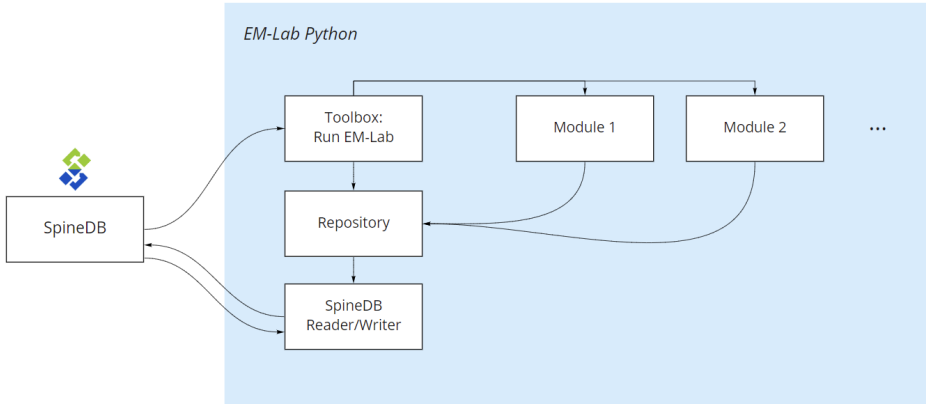 EM-Lab Python
Toolbox:
Run EM-Lab
Module 1
Module 2
...
SpineDB
Repository
SpineDB
Reader/Writer